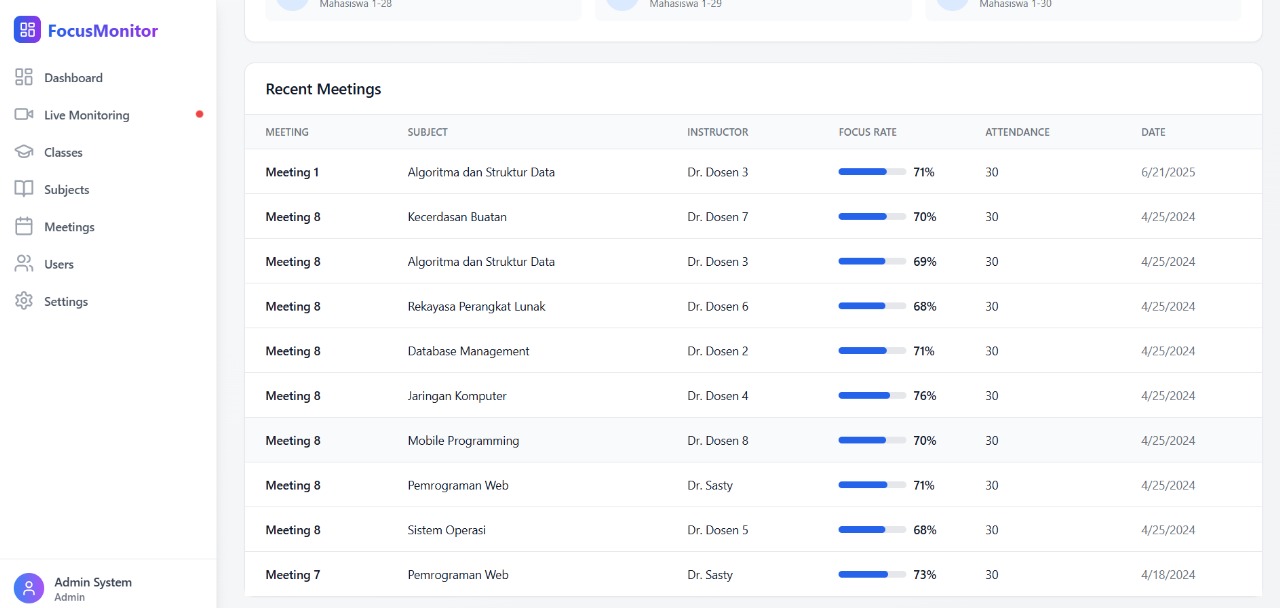 FocusMonitor
Dashboard
Live Monitoring
Classes
Subjects
Meetings
Users
Settings
Admin System
Admin
Mahasiswa 1-28 Mahasiswa 1-29 Mahasiswa 1-30
Recent Meetings
MEETING SUBJECT INSTRUCTOR FOCUS RATE ATTENDANCE DATE
Meeting 1 Algoritma dan Struktur Data Dr. Dosen 3 71% 30 6/21/2025
Meeting 8 Kecerdasan Buatan Dr. Dosen 7 70% 30 4/25/2024
Meeting 8 Algoritma dan Struktur Data Dr. Dosen 3 69% 30 4/25/2024
Meeting 8 Rekayasa Perangkat Lunak Dr. Dosen 6 68% 30 4/25/2024
Meeting 8 Database Management Dr. Dosen 2 71% 30 4/25/2024
Meeting 8 Jaringan Komputer Dr. Dosen 4 76% 30 4/25/2024
Meeting 8 Mobile Programming Dr. Dosen 8 70% 30 4/25/2024
Meeting 8 Pemrograman Web Dr. Sasty 71% 30 4/25/2024
Meeting 8 Sistem Operasi Dr. Dosen 5 68% 30 4/25/2024
Meeting 7 Pemrograman Web Dr. Sasty 73% 30 4/18/2024